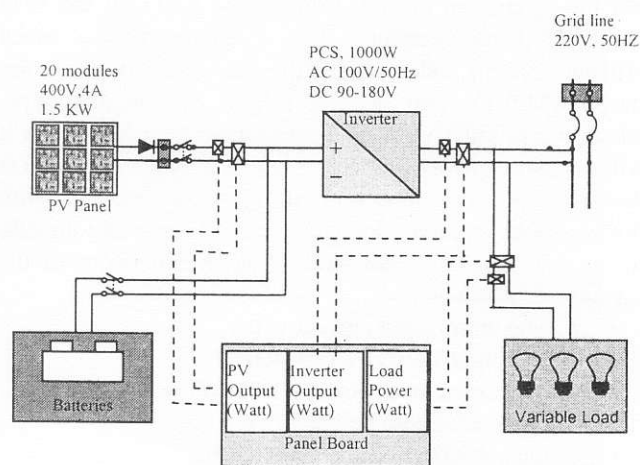 Grid line
220V, 50HZ
20 modules
400V,4A
1.5 KW
PCS, 1000W
AC 100V/50Hz
DC 90-180V
Inverter
+
−
PV Panel
Batteries
PV
Output
(Watt)
Inverter
Output
(Watt)
Load
Power
(Watt)
Panel Board
Variable Load